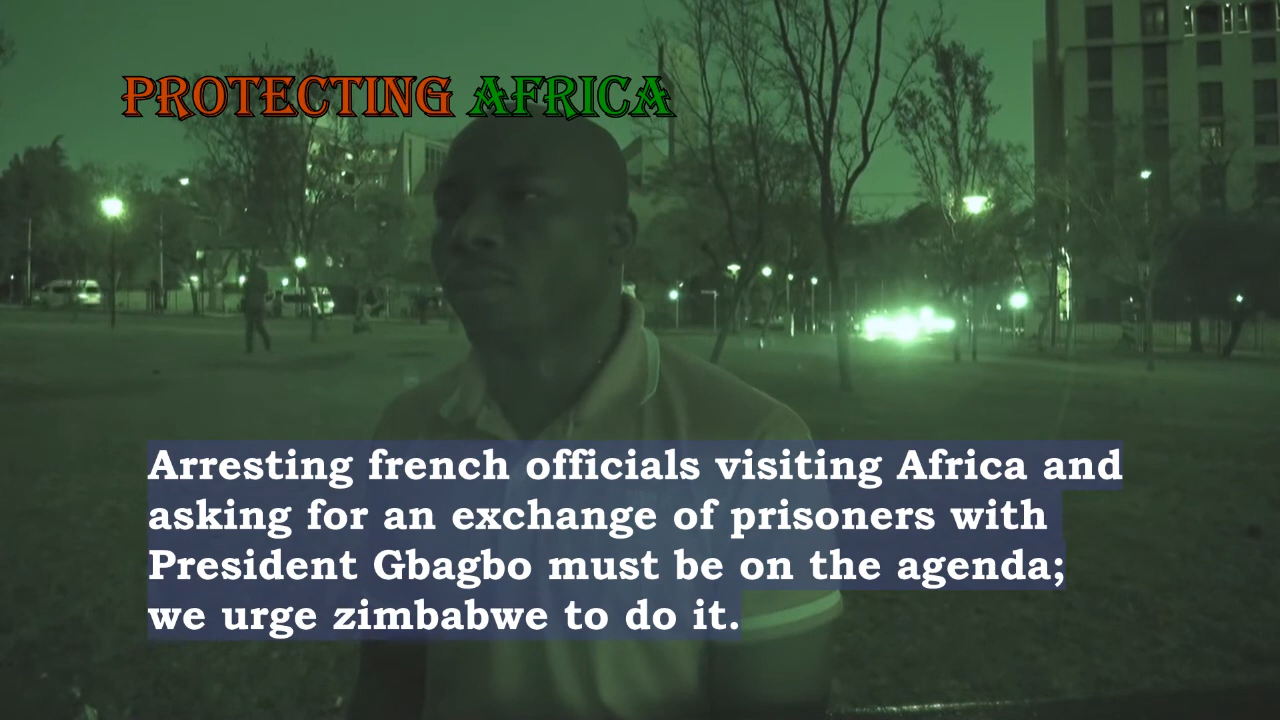 PROTECTING AFRICA
Arresting french officials visiting Africa and
asking for an exchange of prisoners with
President Gbagbo must be on the agenda;
we urge zimbabwe to do it.